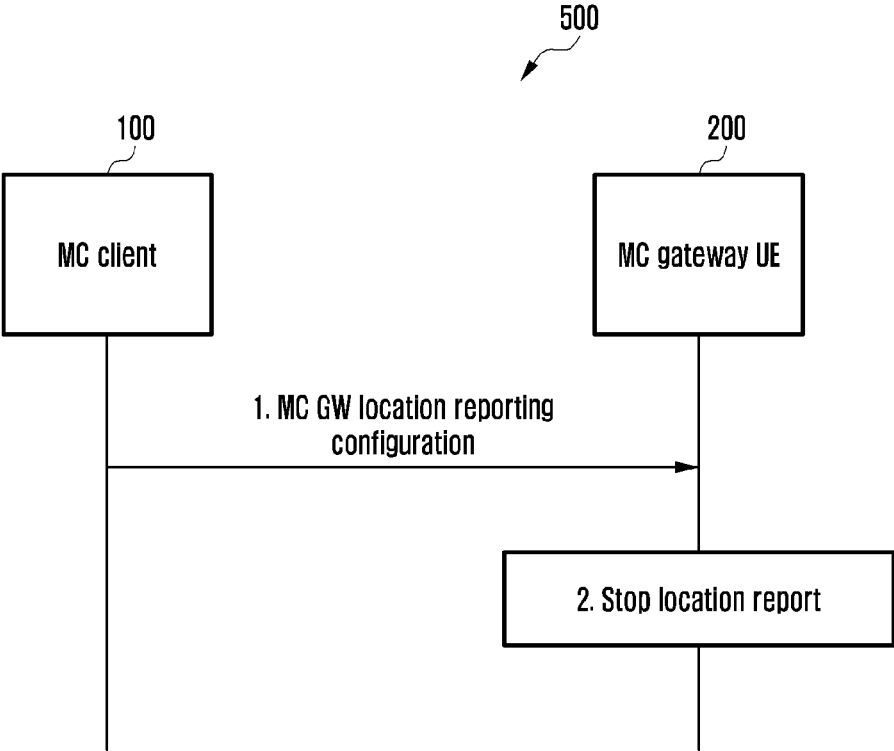 500
100
200
MC client
MC gateway UE
1. MC GW location reporting
configuration
2. Stop location report